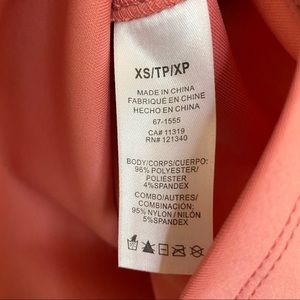 XS/TP/XP
MADE IN CHINA
FABRIQUÉ EN CHINE
HECHO EN CHINA
67-1555
CA# 11319
RN# 121340
BODY/CORPS/CUERPO:
96% POLYESTER/
POLIÉSTER
4%SPANDEX
COMBO/AUTRES/
COMBINACIÓN:
95% NYLON / NILÓN
5%SPANDEX